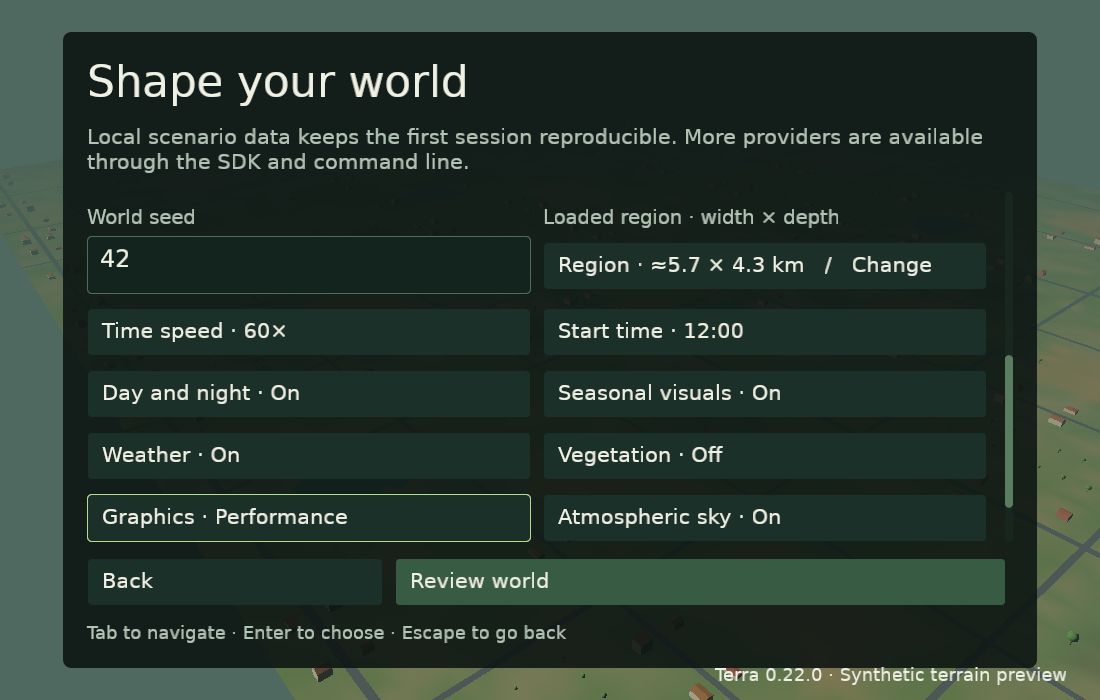 Shape your world
Local scenario data keeps the first session reproducible. More providers are available
through the SDK and command line.
World seed
Loaded region · width × depth
42
Region · ≈5.7 × 4.3 km / Change
Time speed · 60×
Start time · 12:00
Day and night · On
Seasonal visuals · On
Weather · On
Vegetation · Off
Graphics · Performance
Atmospheric sky · On
Back
Review world
Tab to navigate · Enter to choose · Escape to go back
Terra 0.22.0 · Synthetic terrain preview